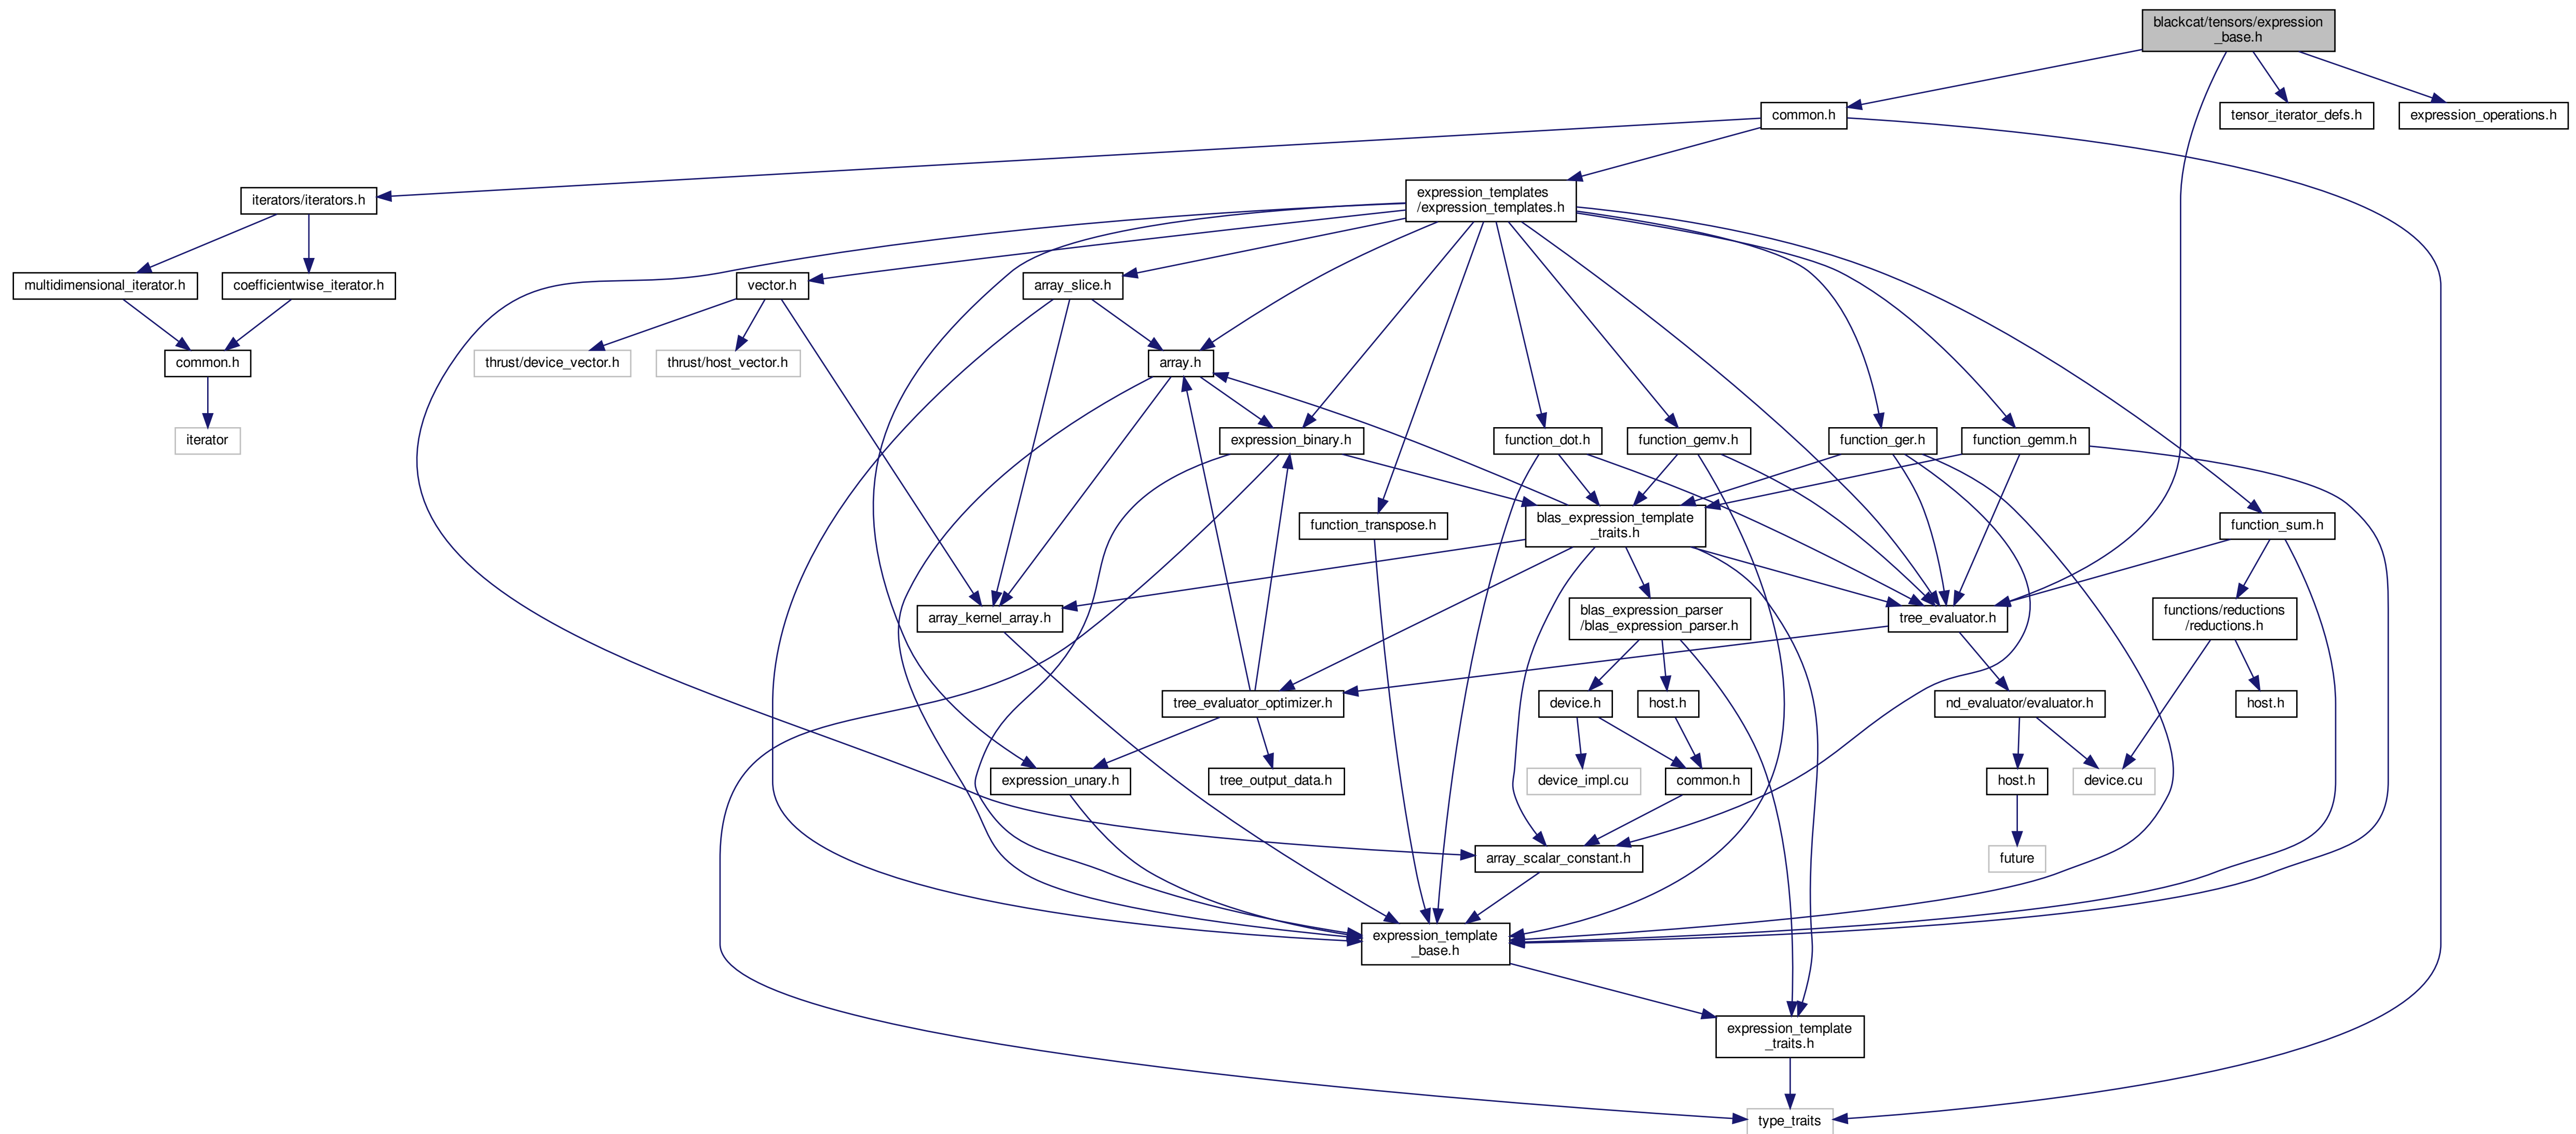 blackcat/tensors/expression
_base.h
common.h
tensor_iterator_defs.h
expression_operations.h
iterators/iterators.h
expression_templates
/expression_templates.h
multidimensional_iterator.h
coefficientwise_iterator.h
vector.h
array_slice.h
common.h
thrust/device_vector.h
thrust/host_vector.h
array.h
iterator
expression_binary.h
function_dot.h
function_gemv.h
function_ger.h
function_gemm.h
function_transpose.h
blas_expression_template
_traits.h
function_sum.h
array_kernel_array.h
blas_expression_parser
/blas_expression_parser.h
tree_evaluator.h
functions/reductions
/reductions.h
tree_evaluator_optimizer.h
device.h
host.h
nd_evaluator/evaluator.h
host.h
expression_unary.h
tree_output_data.h
device_impl.cu
common.h
host.h
device.cu
array_scalar_constant.h
future
expression_template
_base.h
expression_template
_traits.h
type_traits